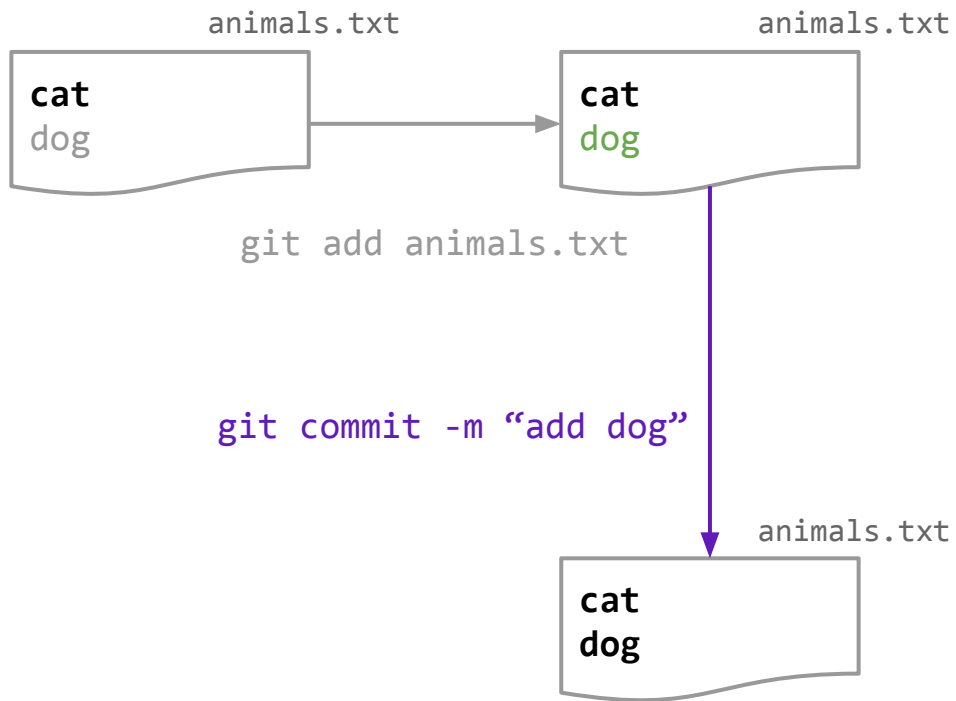 animals.txt
animals.txt
cat
dog
cat
dog
git add animals.txt
git commit -m “add dog”
animals.txt
cat
dog